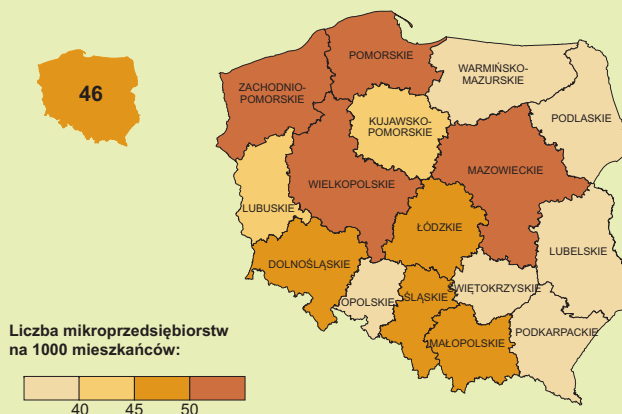 46
POMORSKIE
WARMIŃSKO-
MAZURSKIE
ZACHODNIO-
POMORSKIE
KUJAWSKO-
POMORSKIE
PODLASKIE
MAZOWIECKIE
WIELKOPOLSKIE
LUBUSKIE
ŁÓDZKIE
LUBELSKIE
DOLNOŚLĄSKIE
OPOLSKIE
ŚLĄSKIE
ŚWIĘTOKRZYSKIE
PODKARPACKIE
MAŁOPOLSKIE
Liczba mikroprzedsiębiorstw
na 1000 mieszkańców:
40 45 50